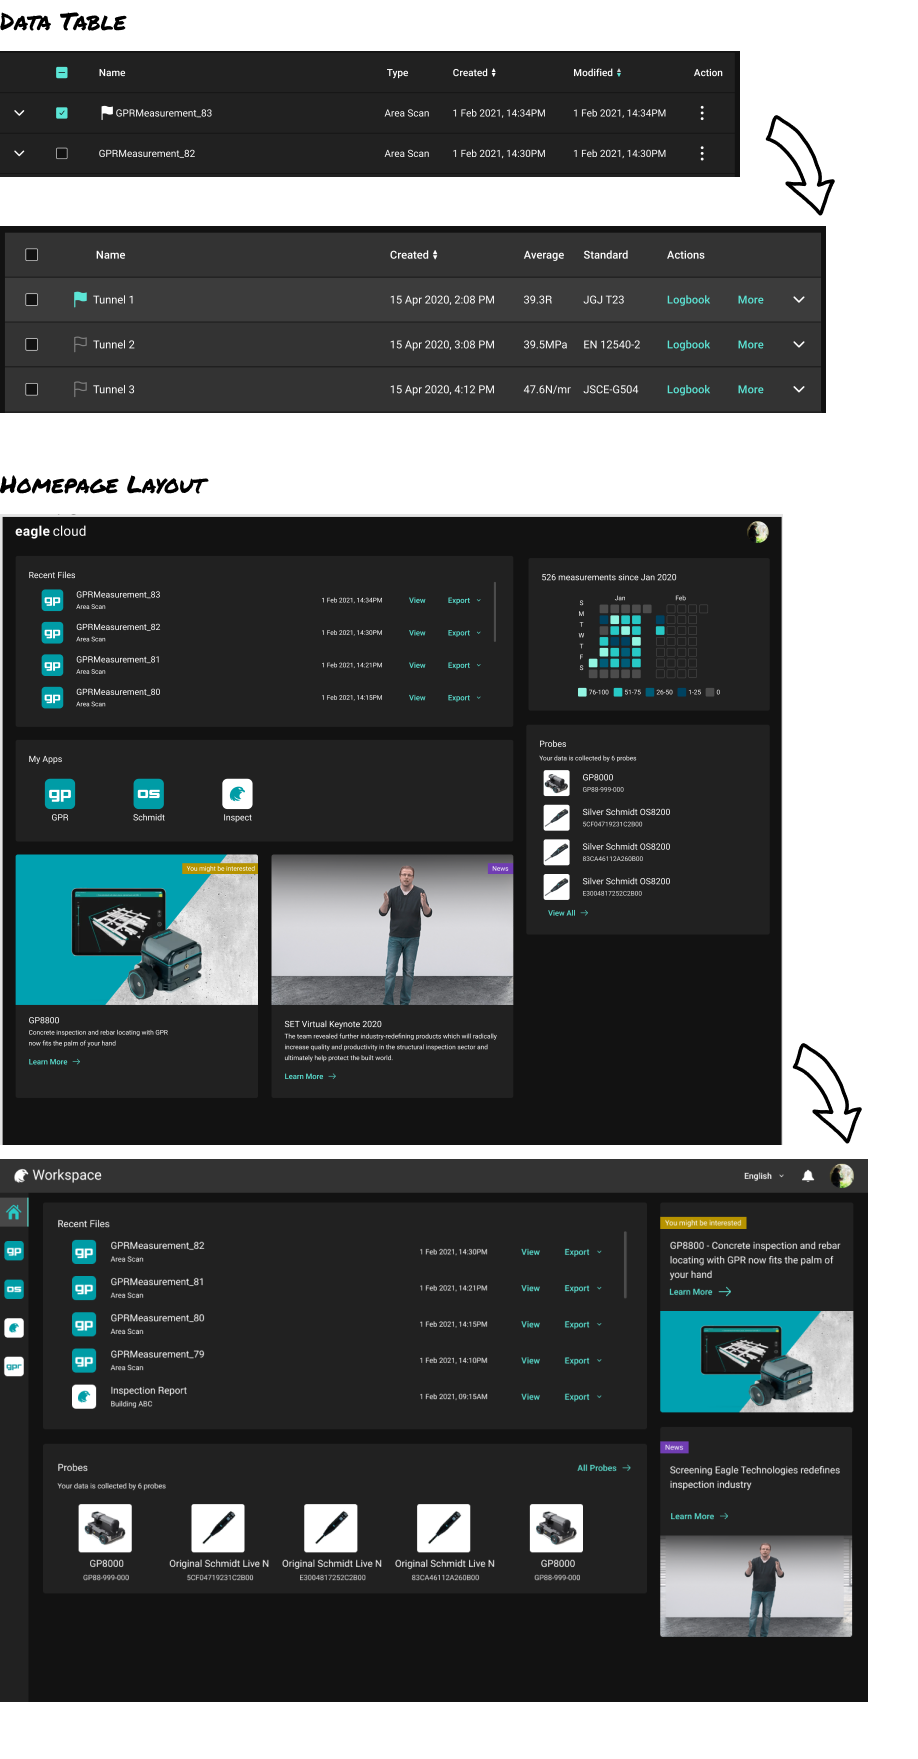 DATA TABLE
Name Type Created Modified Action
GPRMeasurement_83 Area Scan 1 Feb 2021, 14:34PM 1 Feb 2021, 14:34PM
GPRMeasurement_82 Area Scan 1 Feb 2021, 14:30PM 1 Feb 2021, 14:30PM
Name Created Average Standard Actions
Tunnel 1 15 Apr 2020, 2:08 PM 39.3R JGJ T23 Logbook More
Tunnel 2 15 Apr 2020, 3:08 PM 39.5MPa EN 12540-2 Logbook More
Tunnel 3 15 Apr 2020, 4:12 PM 47.6N/mr JSCE-G504 Logbook More
HOMEPAGE LAYOUT
eagle cloud
Recent Files
gp GPRMeasurement_83
Area Scan
1 Feb 2021, 14:34PM View Export
gp GPRMeasurement_82
Area Scan
1 Feb 2021, 14:30PM View Export
gp GPRMeasurement_81
Area Scan
1 Feb 2021, 14:21PM View Export
gp GPRMeasurement_80
Area Scan
1 Feb 2021, 14:15PM View Export
526 measurements since Jan 2020
Jan Feb
S
M
T
W
T
F
S
76-100 51-75 26-50 1-25 0
My Apps
gp os
GPR Schmidt Inspect
Probes
Your data is collected by 6 probes
GP8000
GP88-999-000
Silver Schmidt OS8200
5CF04719231C2B00
Silver Schmidt OS8200
83CA46112A260B00
Silver Schmidt OS8200
E3004817252C2B00
View All
You might be interested
GP8800
Concrete inspection and rebar locating with GPR
now fits the palm of your hand
Learn More
News
SET Virtual Keynote 2020
The team revealed further industry-redefining products which will radically
increase quality and productivity in the structural inspection sector and
ultimately help protect the built world.
Learn More
Workspace
English
gp
os
gpr
Recent Files
gp GPRMeasurement_82
Area Scan
1 Feb 2021, 14:30PM View Export
gp GPRMeasurement_81
Area Scan
1 Feb 2021, 14:21PM View Export
gp GPRMeasurement_80
Area Scan
1 Feb 2021, 14:15PM View Export
gp GPRMeasurement_79
Area Scan
1 Feb 2021, 14:10PM View Export
Inspection Report
Building ABC
1 Feb 2021, 09:15AM View Export
Probes All Probes
Your data is collected by 6 probes
GP8000 Original Schmidt Live N Original Schmidt Live N Original Schmidt Live N GP8000
GP88-999-000 5CF04719231C2B00 E3004817252C2B00 83CA46112A260B00 GP88-999-000
You might be interested
GP8800 - Concrete inspection and rebar
locating with GPR now fits the palm of
your hand
Learn More
News
Screening Eagle Technologies redefines
inspection industry
Learn More